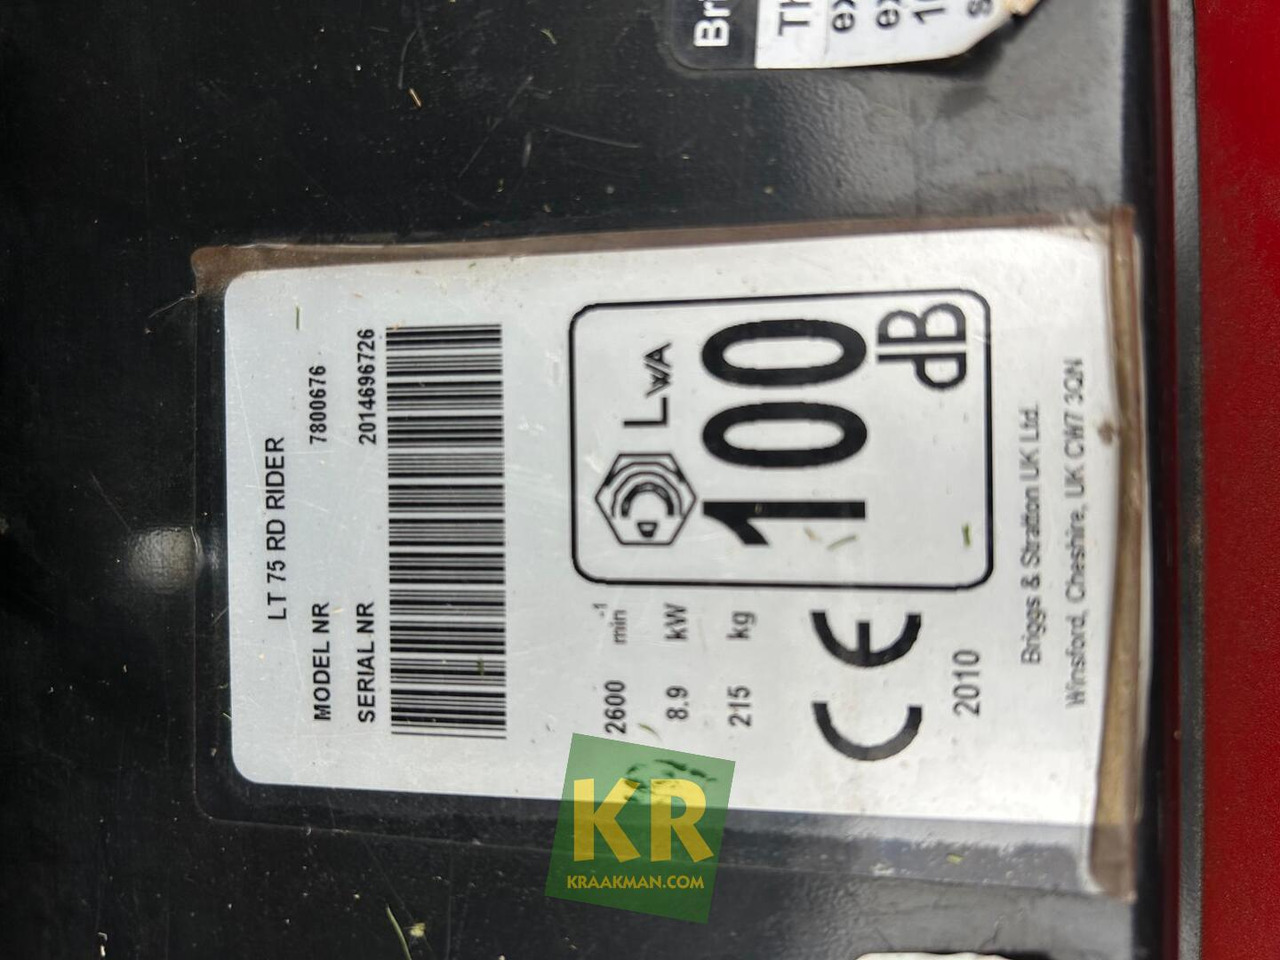 LT 75 RD RIDER
MODEL NR 7800676
SERIAL NR 2014696726
2600 min-1
8.9 kW
215 kg
LWA
100
dB
CE
2010
Briggs & Stratton UK Ltd.
Winsford, Cheshire, UK CW7 3QN
KR
KRAAKMAN.COM